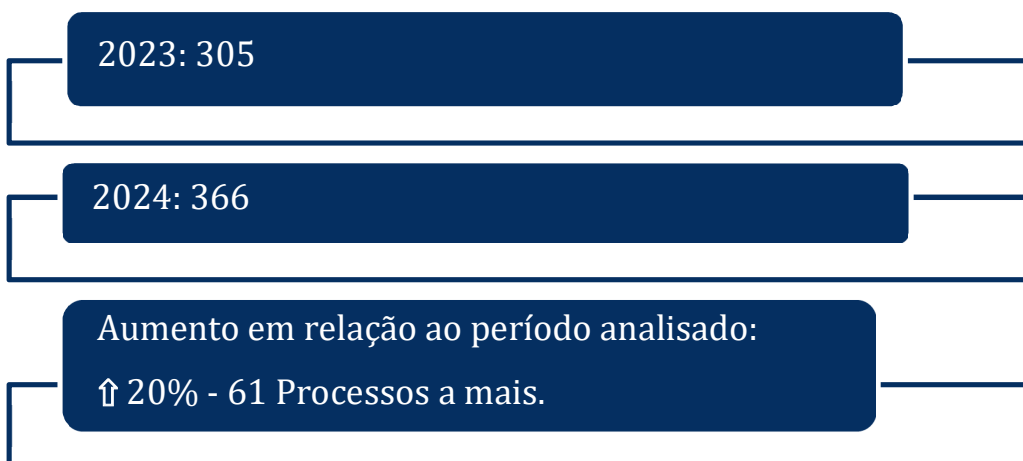 2023: 305
2024: 366
Aumento em relação ao período analisado:
⇧ 20% - 61 Processos a mais.